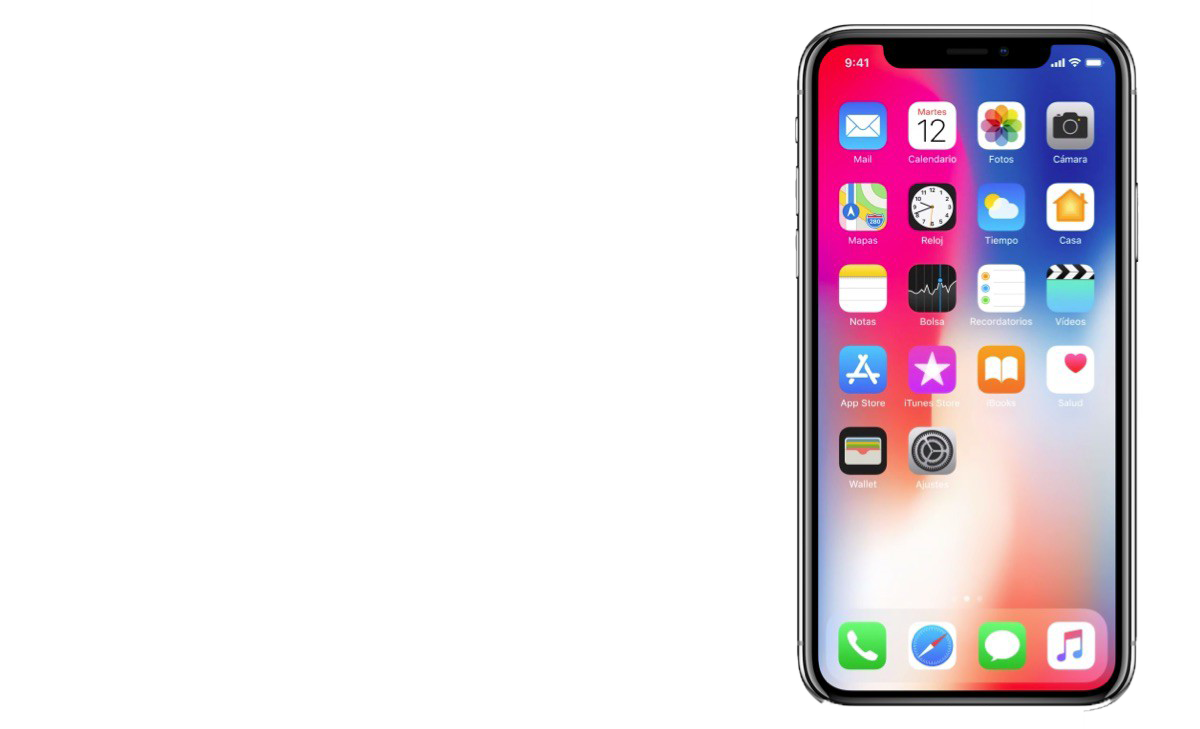 9:41
Martes
12
Mail
Calendario
Fotos
Cámara
280
Mapas
Reloj
Tiempo
Casa
Notas
Bolsa
Recordatorios
Vídeos
App Store
iTunes Store
iBooks
Salud
Wallet
Ajustes